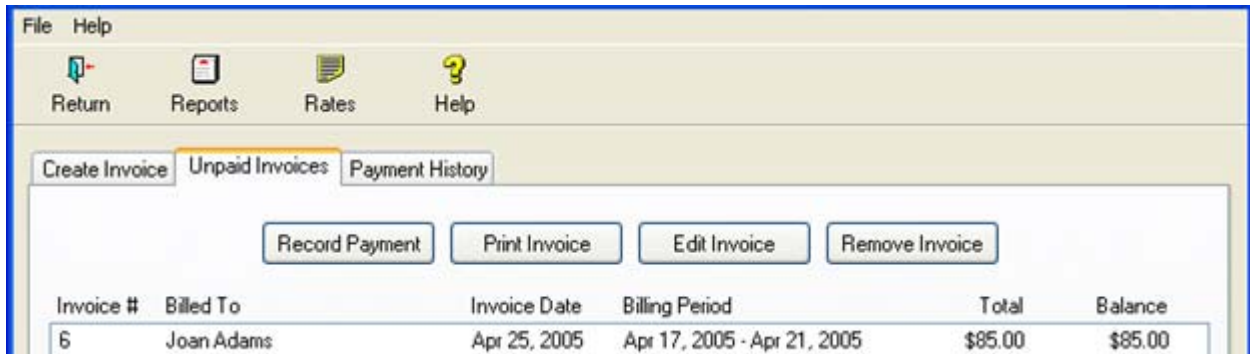 File Help
Return Reports Rates Help
Create Invoice Unpaid Invoices Payment History
Record Payment Print Invoice Edit Invoice Remove Invoice
Invoice # Billed To Invoice Date Billing Period Total Balance
6 Joan Adams Apr 25, 2005 Apr 17, 2005 - Apr 21, 2005 $85.00 $85.00